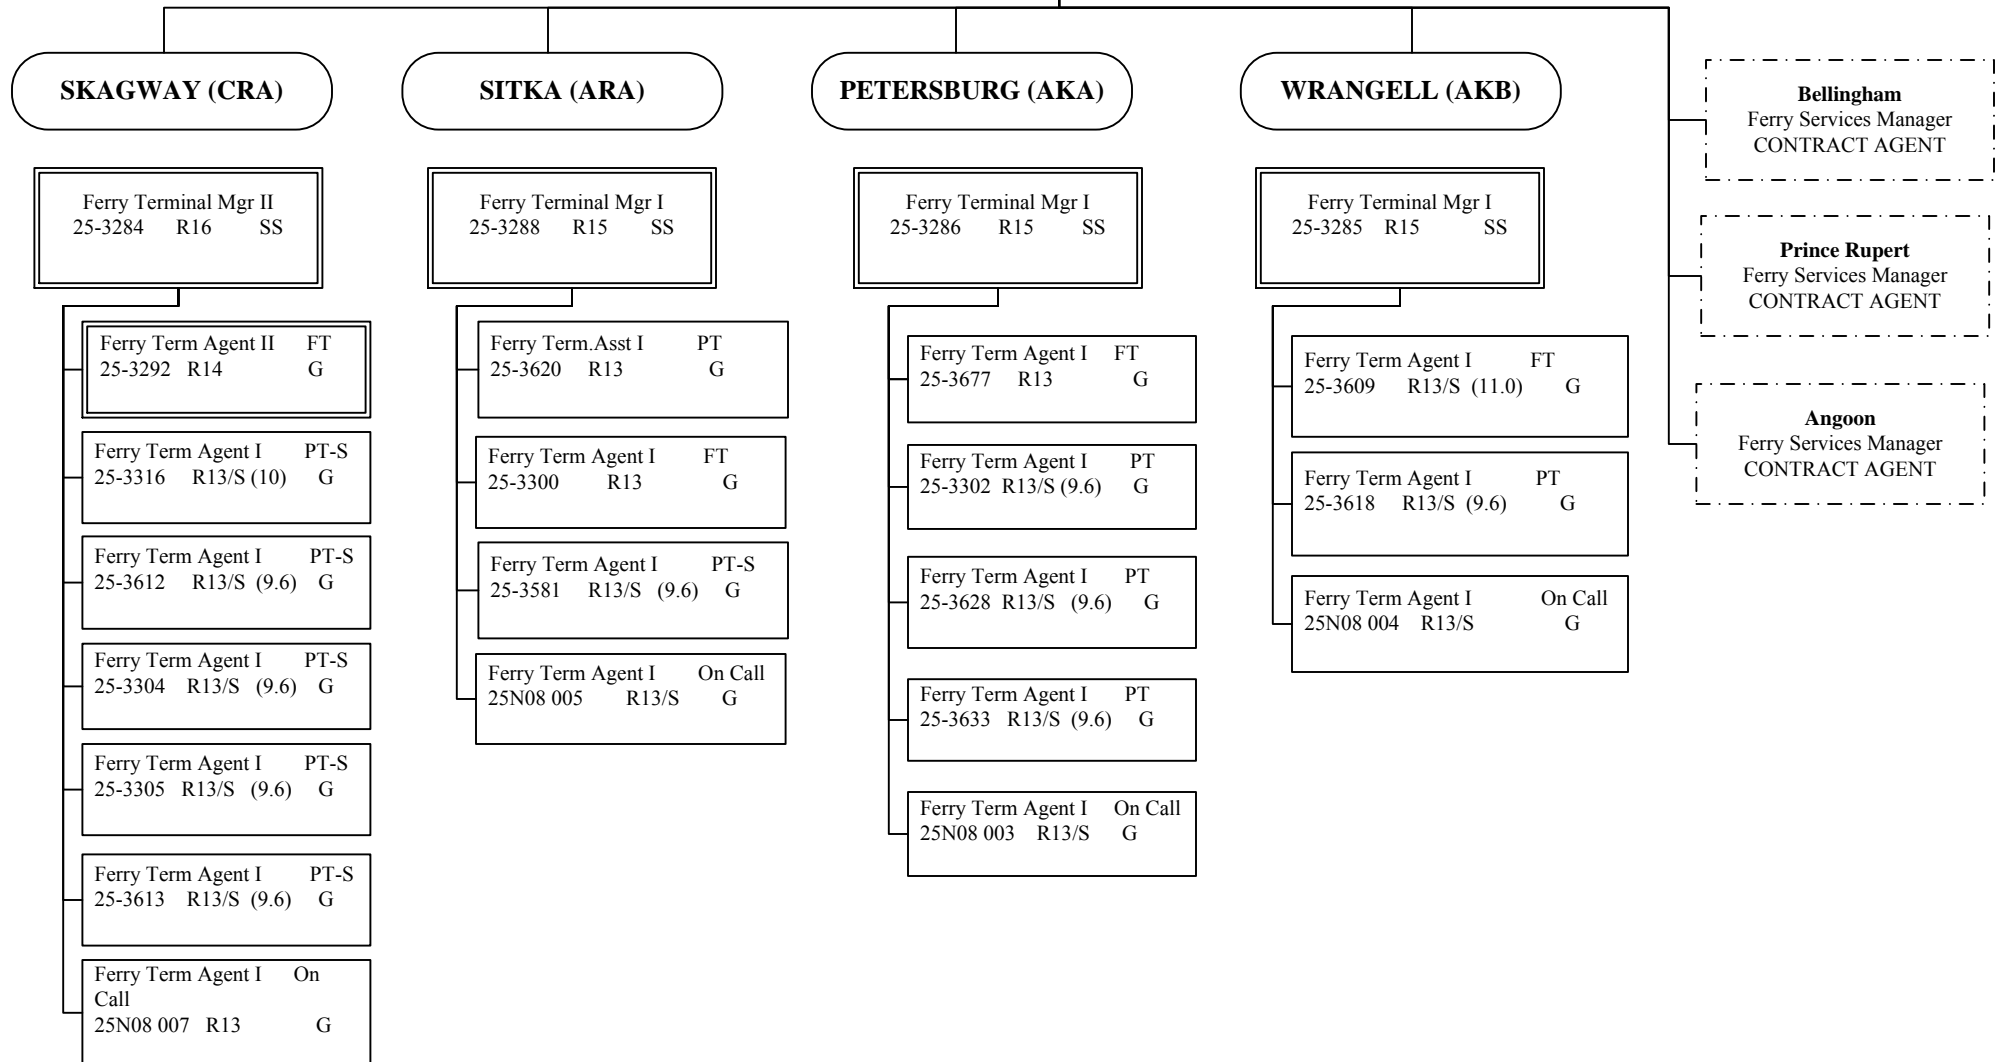 SKAGWAY (CRA)
Ferry Terminal Mgr II
25-3284 R16 SS
Ferry Term Agent II FT
25-3292 R14 G
Ferry Term Agent I PT-S
25-3316 R13/S (10) G
Ferry Term Agent I PT-S
25-3612 R13/S (9.6) G
Ferry Term Agent I PT-S
25-3304 R13/S (9.6) G
Ferry Term Agent I PT-S
25-3305 R13/S (9.6) G
Ferry Term Agent I PT-S
25-3613 R13/S (9.6) G
Ferry Term Agent I On
Call
25N08 007 R13 G
SITKA (ARA)
Ferry Terminal Mgr I
25-3288 R15 SS
Ferry Term.Asst I PT
25-3620 R13 G
Ferry Term Agent I FT
25-3300 R13 G
Ferry Term Agent I PT-S
25-3581 R13/S (9.6) G
Ferry Term Agent I On Call
25N08 005 R13/S G
PETERSBURG (AKA)
Ferry Terminal Mgr I
25-3286 R15 SS
Ferry Term Agent I FT
25-3677 R13 G
Ferry Term Agent I PT
25-3302 R13/S (9.6) G
Ferry Term Agent I PT
25-3628 R13/S (9.6) G
Ferry Term Agent I PT
25-3633 R13/S (9.6) G
Ferry Term Agent I On Call
25N08 003 R13/S G
WRANGELL (AKB)
Ferry Terminal Mgr I
25-3285 R15 SS
Ferry Term Agent I FT
25-3609 R13/S (11.0) G
Ferry Term Agent I PT
25-3618 R13/S (9.6) G
Ferry Term Agent I On Call
25N08 004 R13/S G
Bellingham
Ferry Services Manager
CONTRACT AGENT
Prince Rupert
Ferry Services Manager
CONTRACT AGENT
Angoon
Ferry Services Manager
CONTRACT AGENT